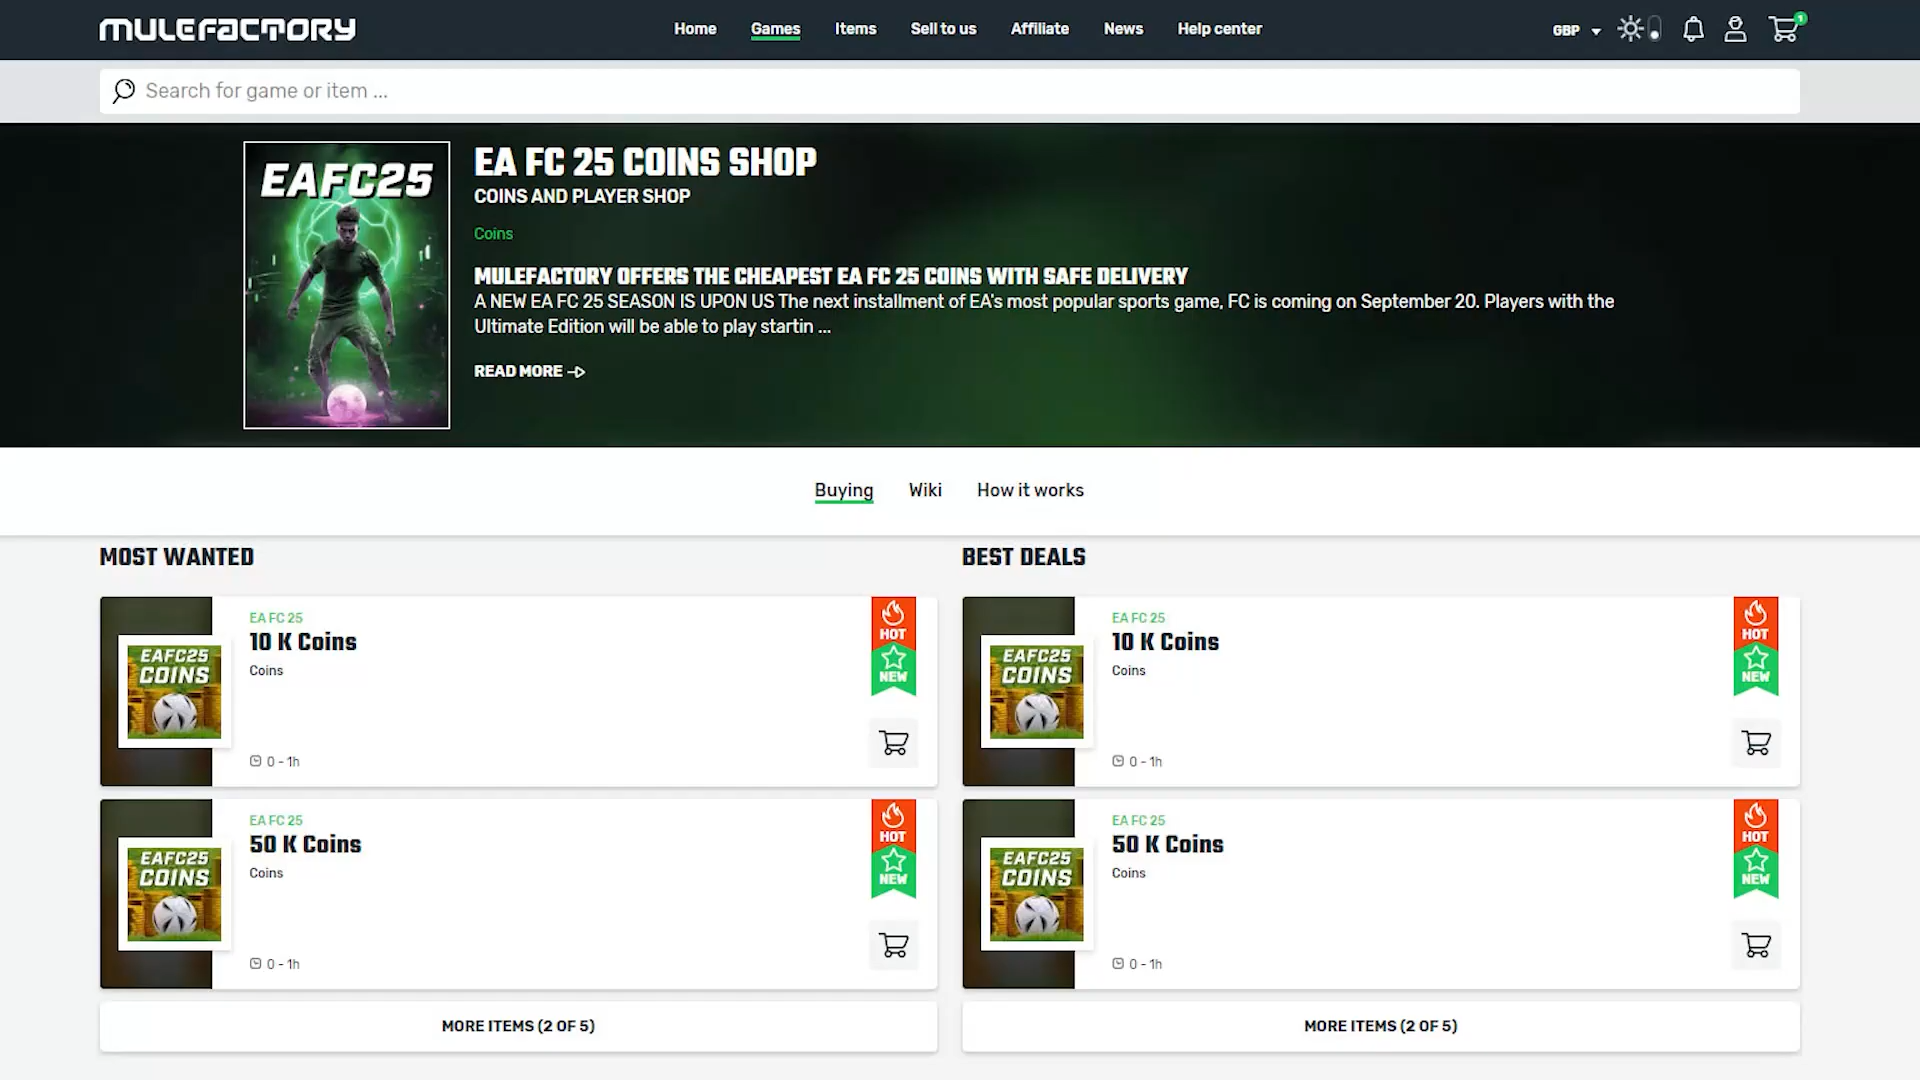 MULEFACTORY
Home
Games
Items
Sell to us
Affiliate
News
Help center
GBP
1
Search for game or item ...
EAFC25
EA FC 25 COINS SHOP
COINS AND PLAYER SHOP
Coins
MULEFACTORY OFFERS THE CHEAPEST EA FC 25 COINS WITH SAFE DELIVERY
A NEW EA FC 25 SEASON IS UPON US The next installment of EA's most popular sports game, FC is coming on September 20. Players with the
Ultimate Edition will be able to play startin ...
READ MORE
Buying
Wiki
How it works
MOST WANTED
EAFC25
COINS
EA FC 25
10 K Coins
Coins
0 - 1h
HOT
NEW
EAFC25
COINS
EA FC 25
50 K Coins
Coins
0 - 1h
HOT
NEW
MORE ITEMS (2 OF 5)
BEST DEALS
EAFC25
COINS
EA FC 25
10 K Coins
Coins
0 - 1h
HOT
NEW
EAFC25
COINS
EA FC 25
50 K Coins
Coins
0 - 1h
HOT
NEW
MORE ITEMS (2 OF 5)